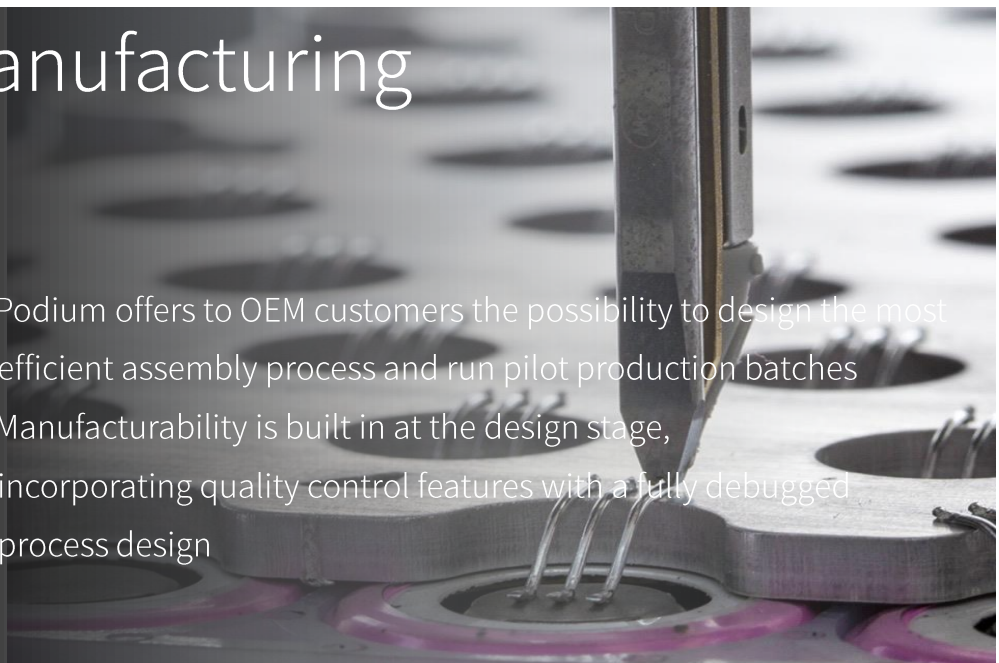 anufacturing
Podium offers to OEM customers the possibility to design the most
efficient assembly process and run pilot production batches
Manufacturability is built in at the design stage,
incorporating quality control features with a fully debugged
process design